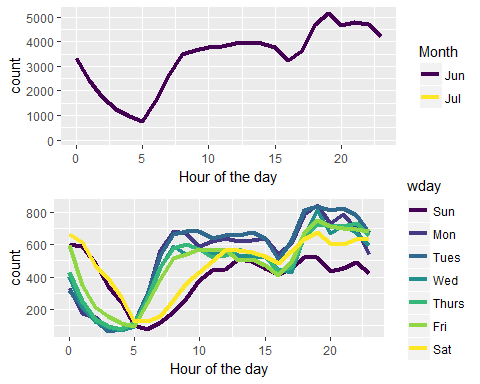 5000
4000
3000
2000
1000
0
count
0
5
10
15
20
Hour of the day
Month
Jun
Jul
800
600
400
200
count
0
5
10
15
20
Hour of the day
wday
Sun
Mon
Tues
Wed
Thurs
Fri
Sat